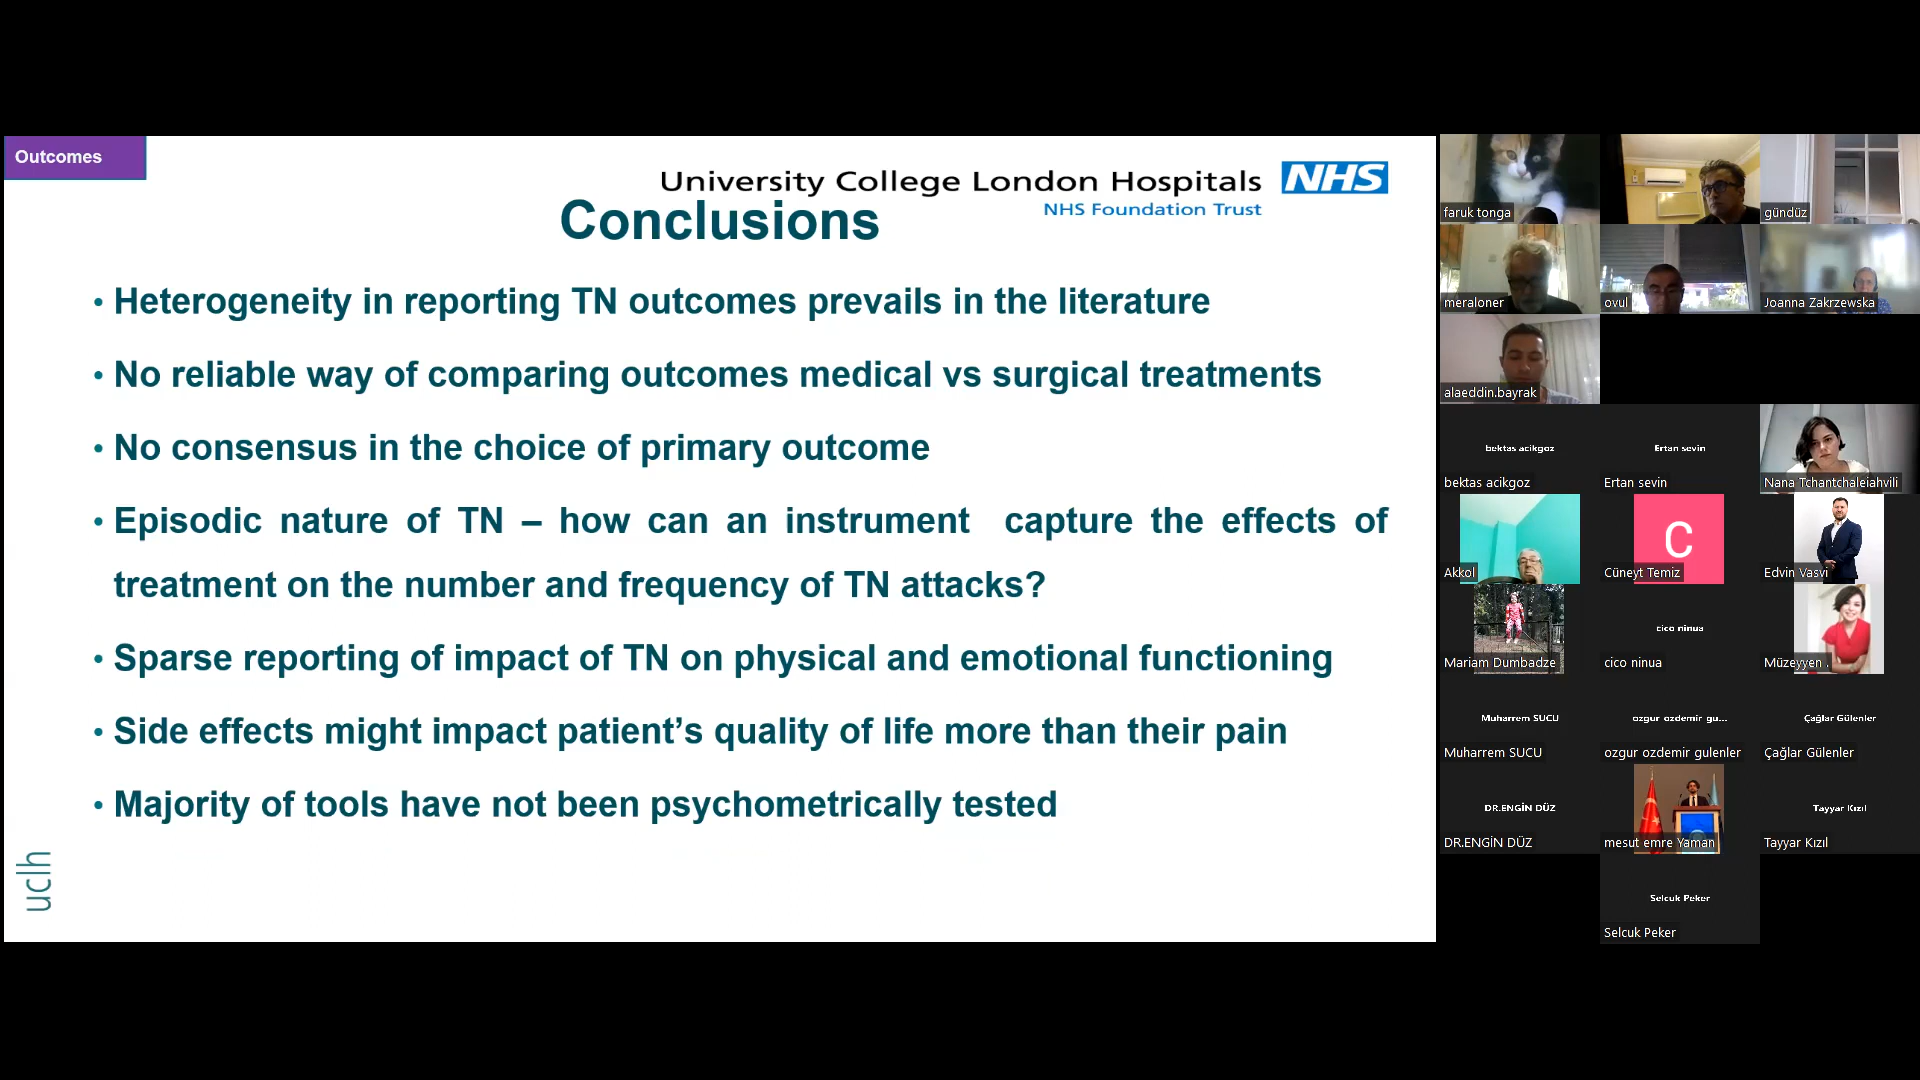 Outcomes
University College London Hospitals NHS
NHS Foundation Trust
Conclusions
• Heterogeneity in reporting TN outcomes prevails in the literature
• No reliable way of comparing outcomes medical vs surgical treatments
• No consensus in the choice of primary outcome
• Episodic nature of TN – how can an instrument capture the effects of
treatment on the number and frequency of TN attacks?
• Sparse reporting of impact of TN on physical and emotional functioning
• Side effects might impact patient’s quality of life more than their pain
• Majority of tools have not been psychometrically tested
uclh
faruk tonga
gündüz
meraloner
ovul
Joanna Zakrzewska
alaeddin.bayrak
bektas acikgoz
Ertan sevin
bektas acikgoz
Ertan sevin
Nana Tchantchaleiahvili
C
Akkol
Cüneyt Temiz
Edvin Vasvi
cico ninua
Mariam Dumbadze
cico ninua
Müzeyyen .
Muharrem SUCU
ozgur ozdemir gu...
Çağlar Gülenler
Muharrem SUCU
ozgur ozdemir gulenler
Çağlar Gülenler
DR.ENGİN DÜZ
Tayyar Kızıl
DR.ENGİN DÜZ
mesut emre Yaman
Tayyar Kızıl
Selcuk Peker
Selcuk Peker